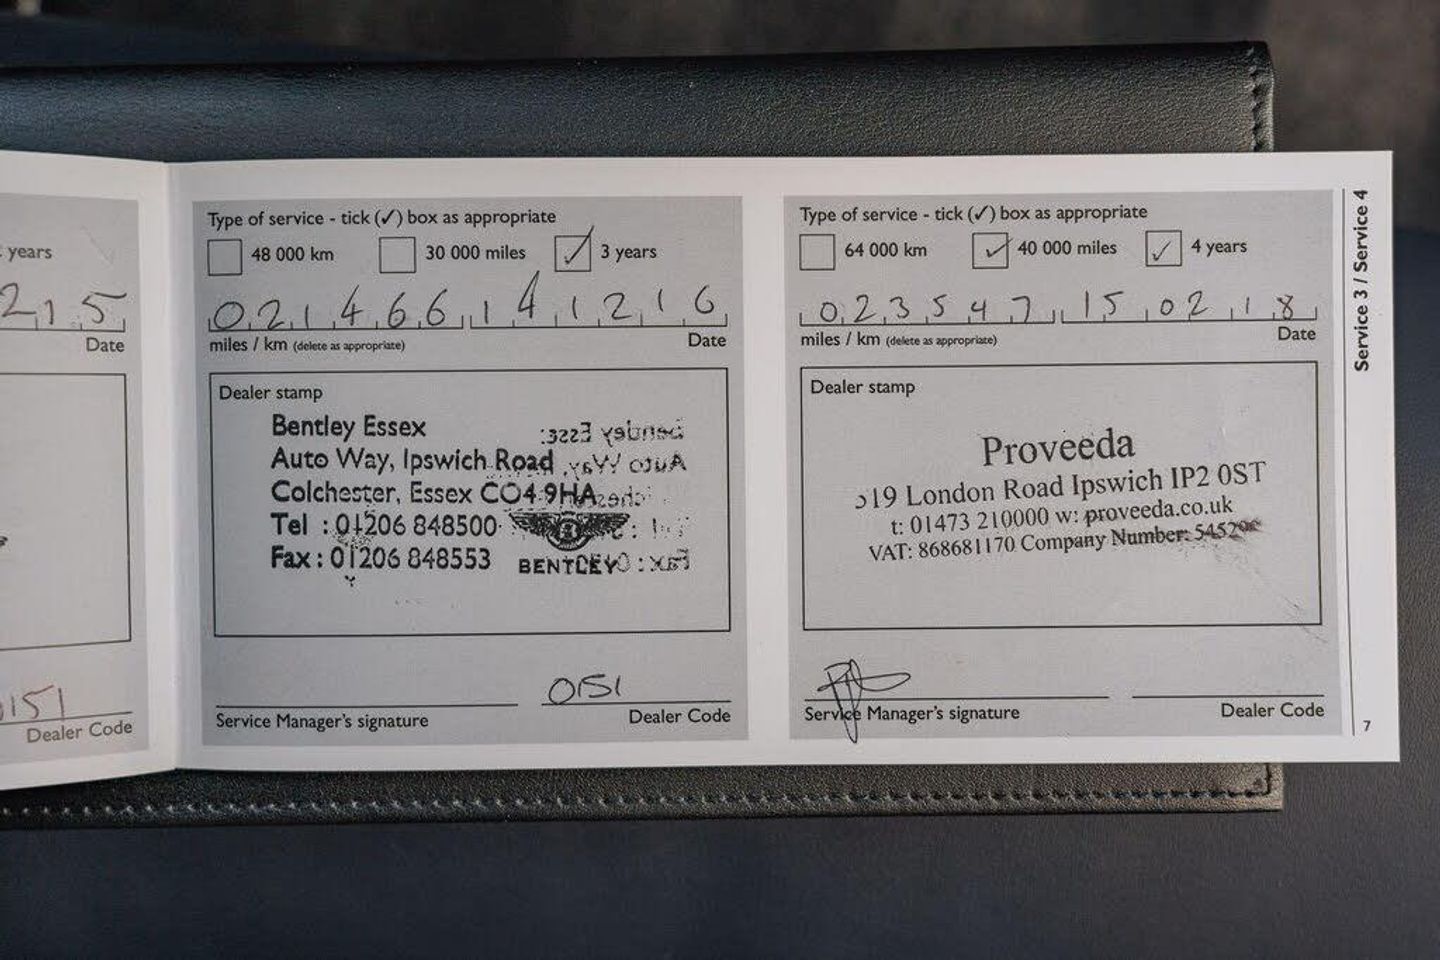 years
2 1 5
Date
0151
Dealer Code
Type of service - tick (✓) box as appropriate
48 000 km 30 000 miles ✓ 3 years
0 2 1 4 6 6 1 4 1 2 1 6
miles / km (delete as appropriate) Date
Dealer stamp
Bentley Essex
Auto Way, Ipswich Road
Colchester, Essex CO4 9HA
Tel : 01206 848500
Fax : 01206 848553
BENTLEY
0151
Service Manager's signature Dealer Code
Type of service - tick (✓) box as appropriate
64 000 km ✓ 40 000 miles ✓ 4 years
0 2 3 5 4 7 15 0 2 1 8
miles / km (delete as appropriate) Date
Dealer stamp
Proveeda
519 London Road Ipswich IP2 0ST
t: 01473 210000 w: proveeda.co.uk
VAT: 868681170 Company Number:
Service Manager's signature Dealer Code
Service 3 / Service 4
7